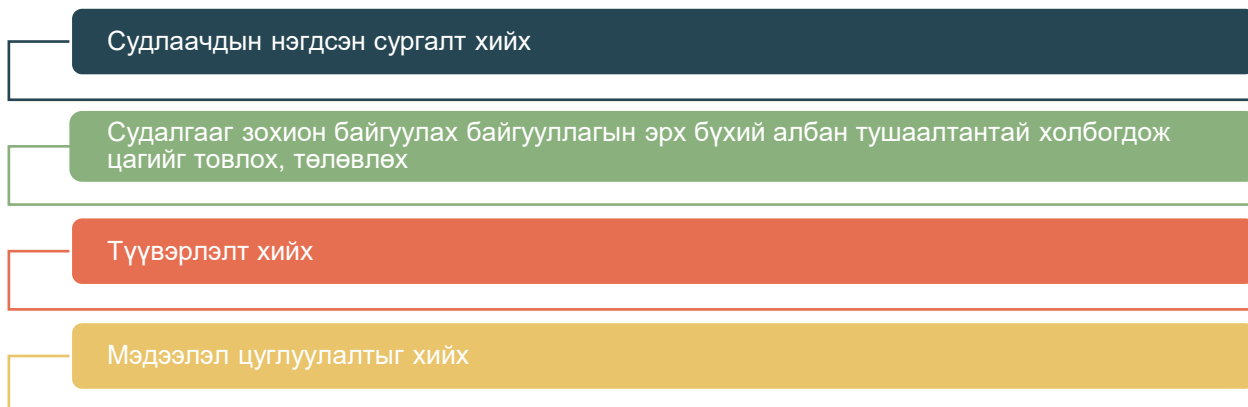 Судлаачдын нэгдсэн сургалт хийх
Судалгааг зохион байгуулах байгууллагын эрх бүхий албан тушаалтантай холбогдож
цагийг товлох, төлөвлөх
Түүвэрлэлт хийх
Мэдээлэл цуглуулалтыг хийх